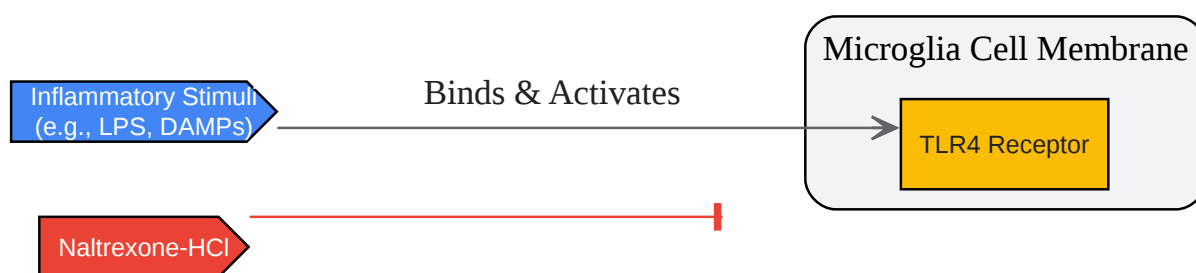 Microglia Cell Membrane
Inflammatory Stimuli
(e.g., LPS, DAMPs)
Binds & Activates
TLR4 Receptor
Naltrexone-HCl